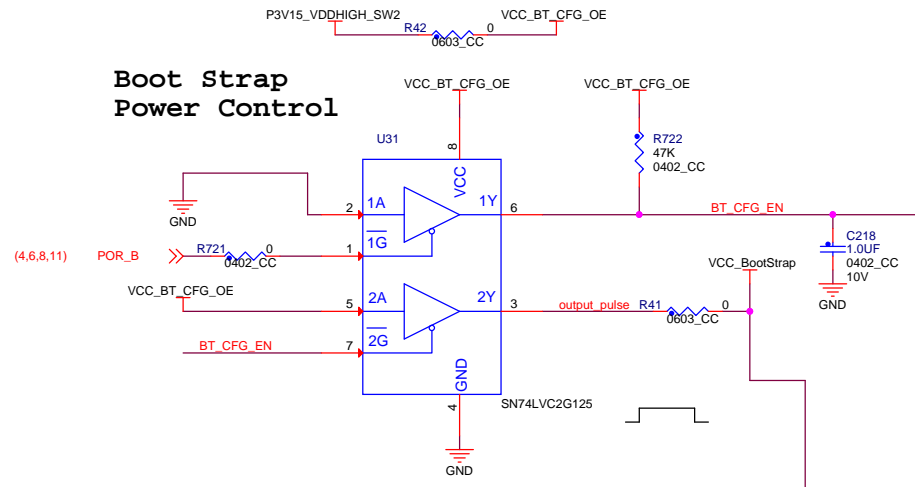 P3V15_VDDHIGH_SW2
VCC_BT_CFG_OE
R42
0
0603_CC
Boot Strap
Power Control
VCC_BT_CFG_OE
VCC_BT_CFG_OE
U31
8
VCC
R722
47K
0402_CC
GND
2
1A
1Y
6
BT_CFG_EN
(4,6,8,11)
POR_B
R721
0
0402_CC
1
1G
C218
1.0UF
0402_CC
10V
GND
VCC_BootStrap
VCC_BT_CFG_OE
5
2A
2Y
3
output_pulse
R41
0
0603_CC
BT_CFG_EN
7
2G
GND
4
SN74LVC2G125
GND